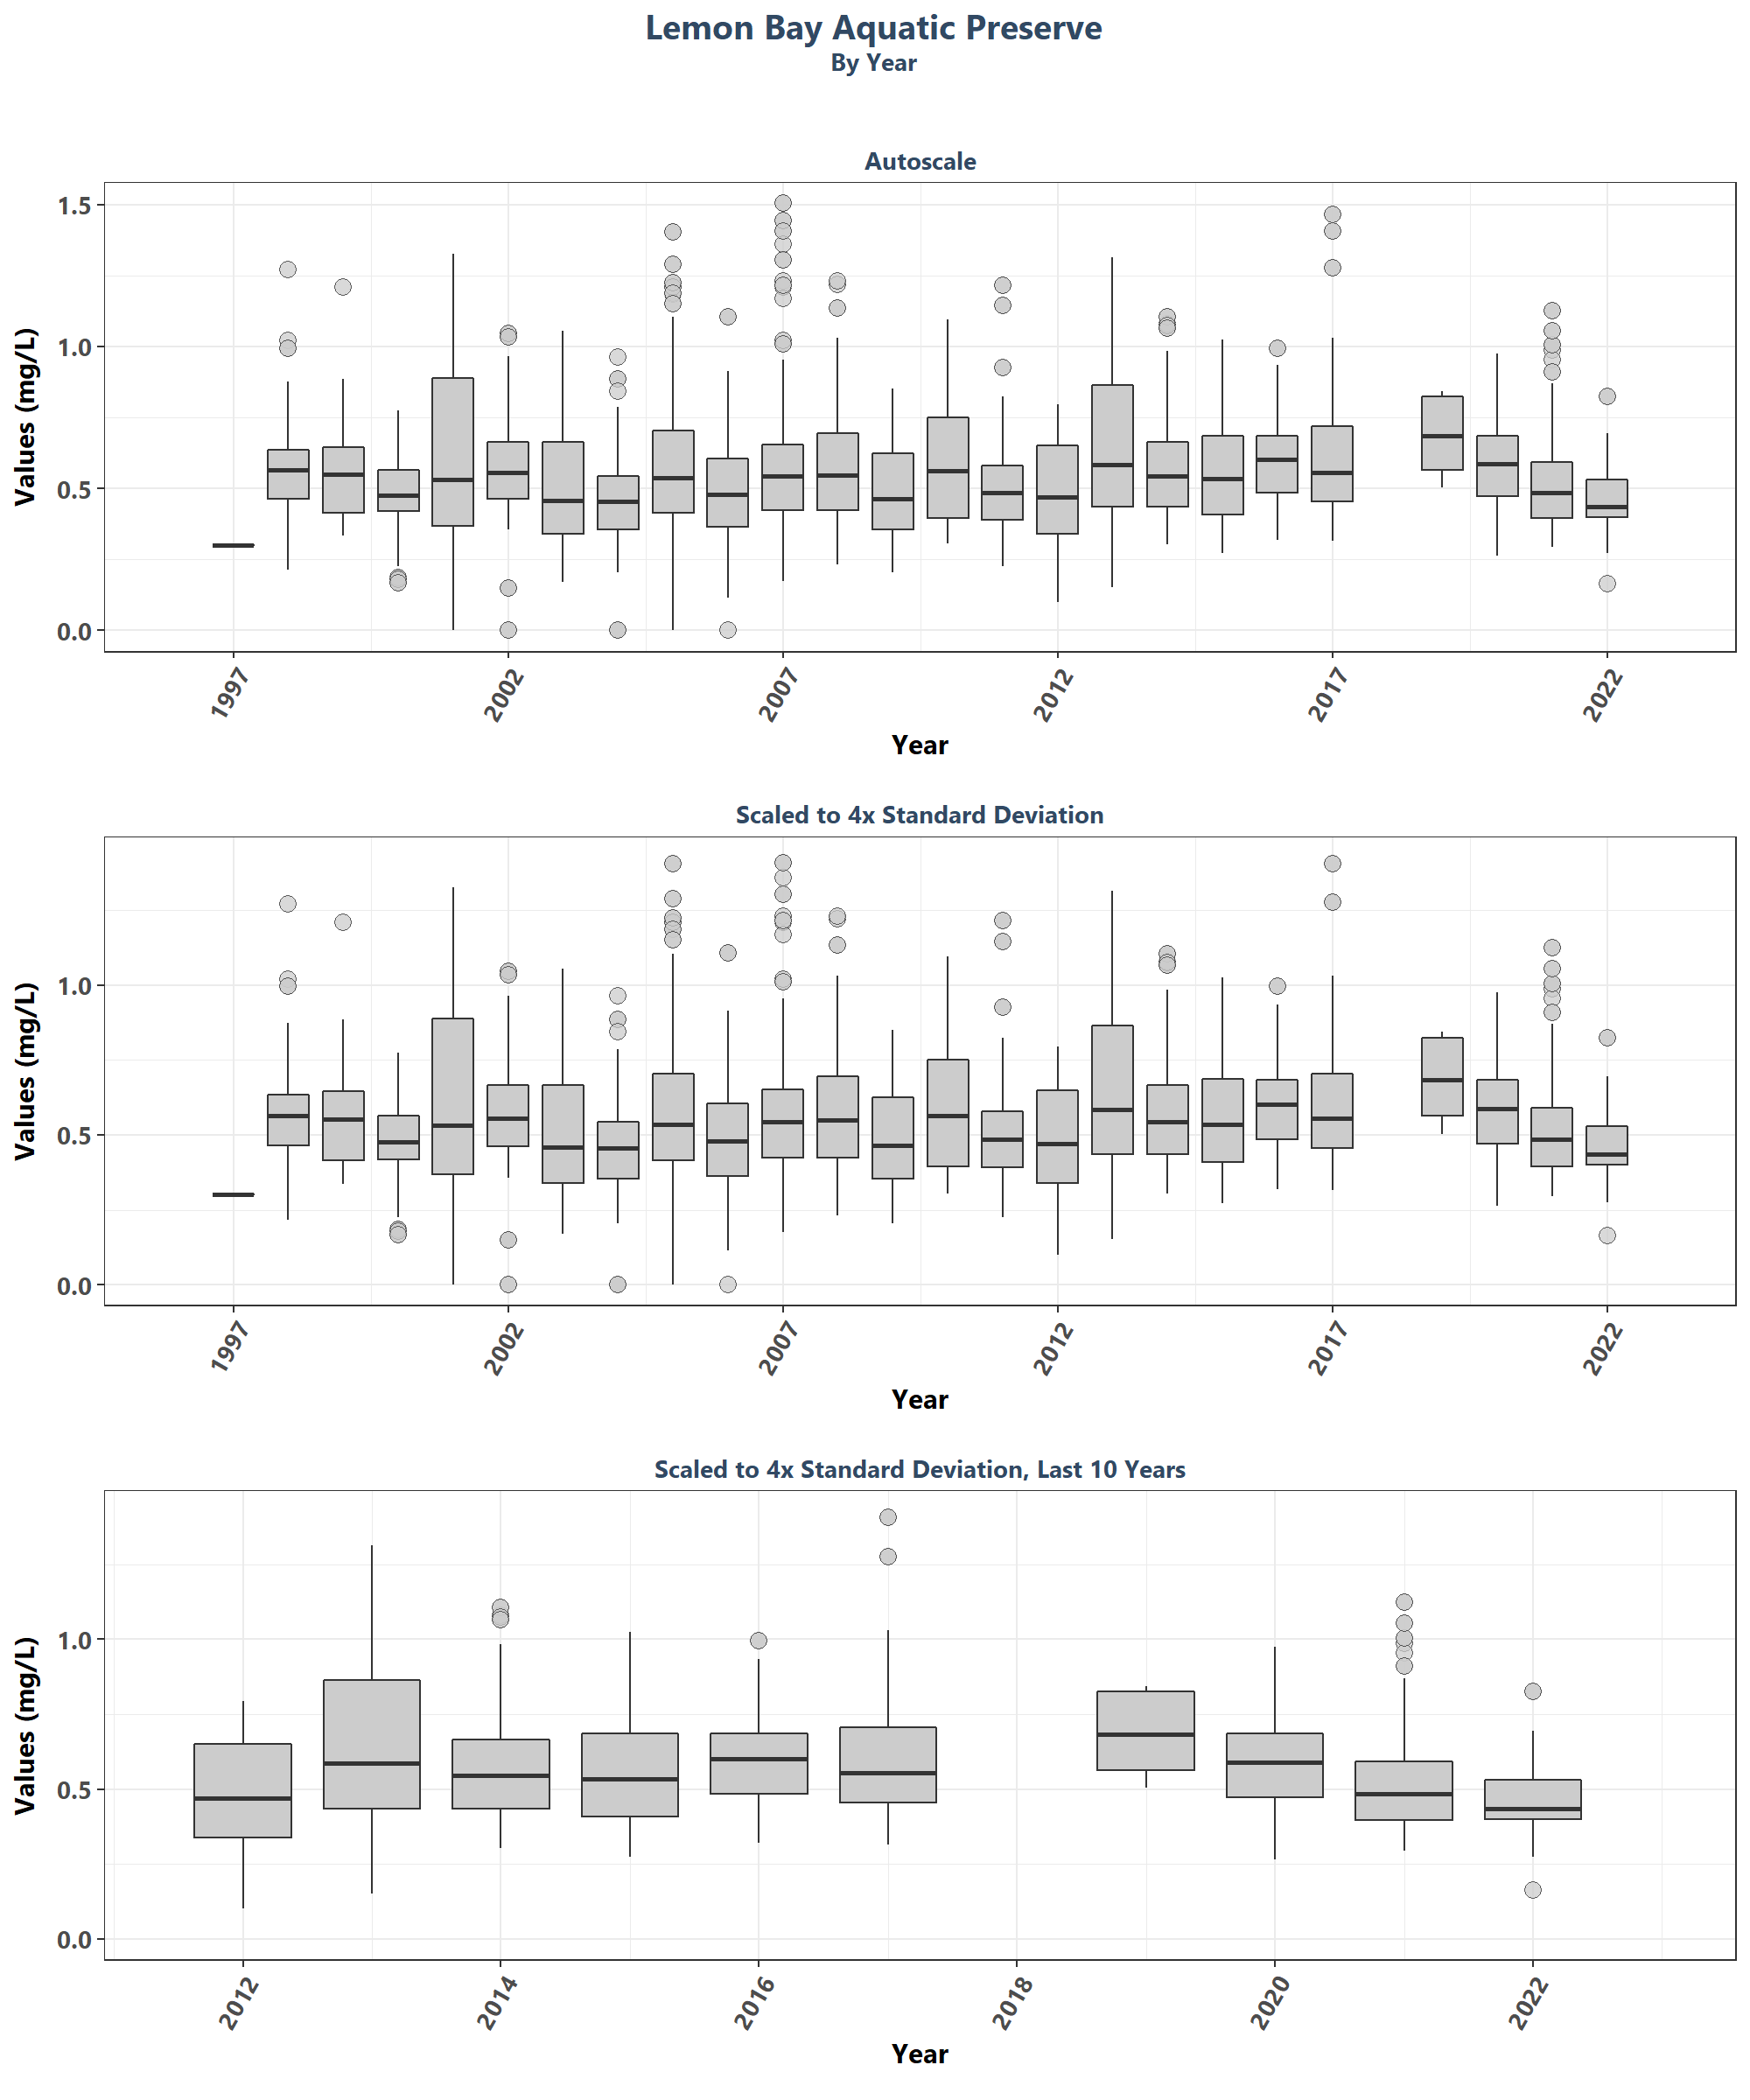 Lemon Bay Aquatic Preserve
By Year
Autoscale
Values (mg/L)
1.5
1.0
0.5
0.0
1997 2002 2007 2012 2017 2022
Year
Scaled to 4x Standard Deviation
Values (mg/L)
1.0
0.5
0.0
1997 2002 2007 2012 2017 2022
Year
Scaled to 4x Standard Deviation, Last 10 Years
Values (mg/L)
1.0
0.5
0.0
2012 2014 2016 2018 2020 2022
Year